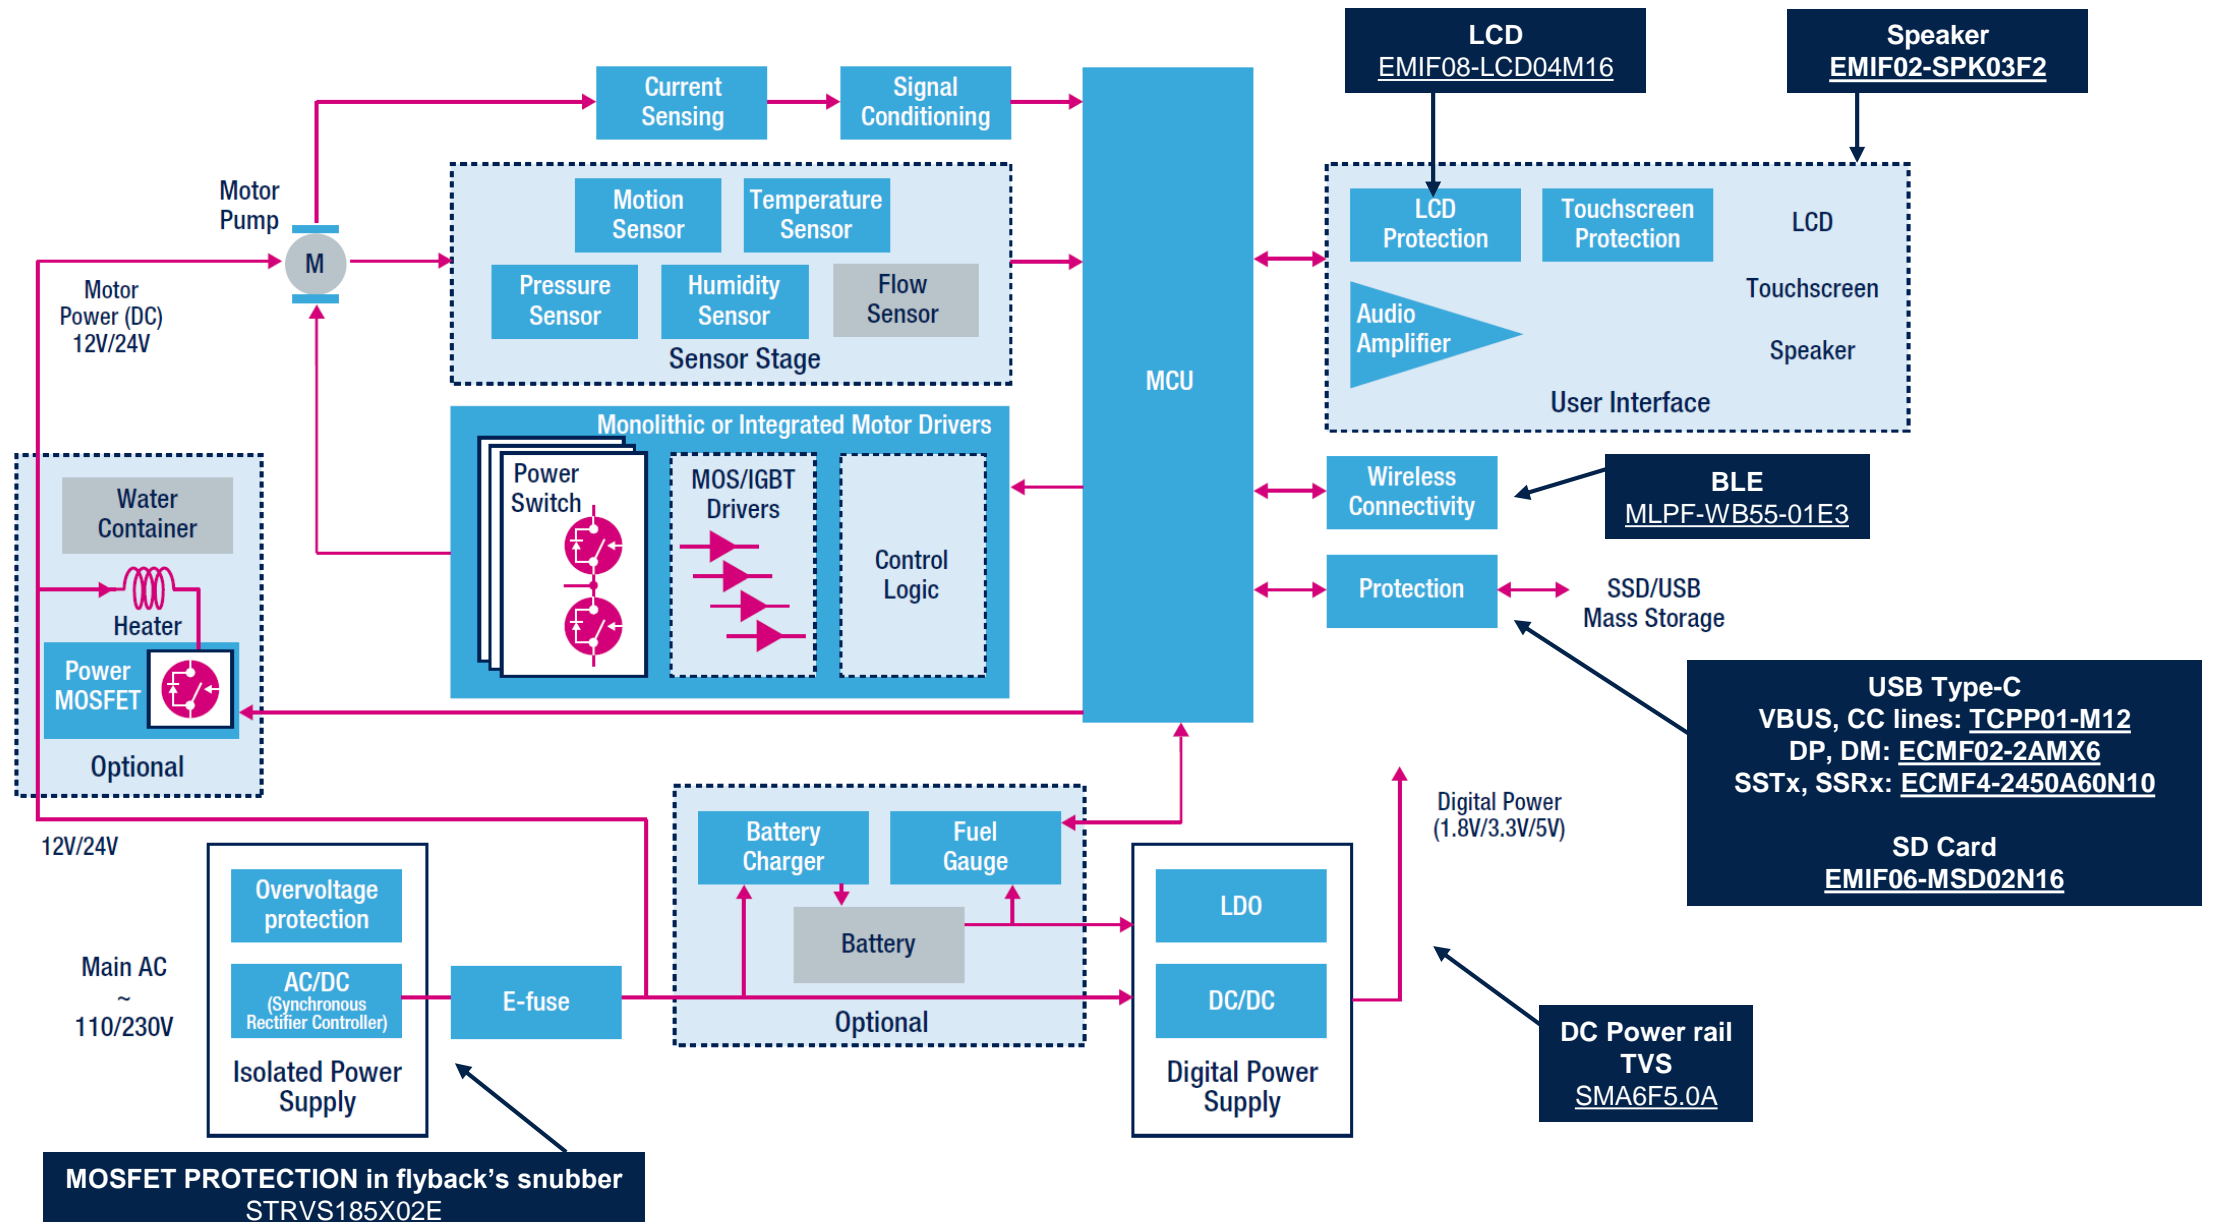 LCD
EMIF08-LCD04M16
Speaker
EMIF02-SPK03F2
Current
Sensing
Signal
Conditioning
Motor
Pump
M
Motor
Power (DC)
12V/24V
Motion
Sensor
Temperature
Sensor
Pressure
Sensor
Humidity
Sensor
Flow
Sensor
Sensor Stage
MCU
LCD
Protection
Touchscreen
Protection
LCD
Touchscreen
Speaker
Audio
Amplifier
User Interface
Monolithic or Integrated Motor Drivers
Power
Switch
MOS/IGBT
Drivers
Control
Logic
Wireless
Connectivity
BLE
MLPF-WB55-01E3
Protection
SSD/USB
Mass Storage
Water
Container
Heater
Power
MOSFET
Optional
USB Type-C
VBUS, CC lines: TCPP01-M12
DP, DM: ECMF02-2AMX6
SSTx, SSRx: ECMF4-2450A60N10
SD Card
EMIF06-MSD02N16
12V/24V
Overvoltage
protection
Main AC
~
110/230V
AC/DC
(Synchronous
Rectifier Controller)
Isolated Power
Supply
E-fuse
Battery
Charger
Fuel
Gauge
Battery
Optional
LDO
DC/DC
Digital Power
Supply
Digital Power
(1.8V/3.3V/5V)
DC Power rail
TVS
SMA6F5.0A
MOSFET PROTECTION in flyback's snubber
STRVS185X02E